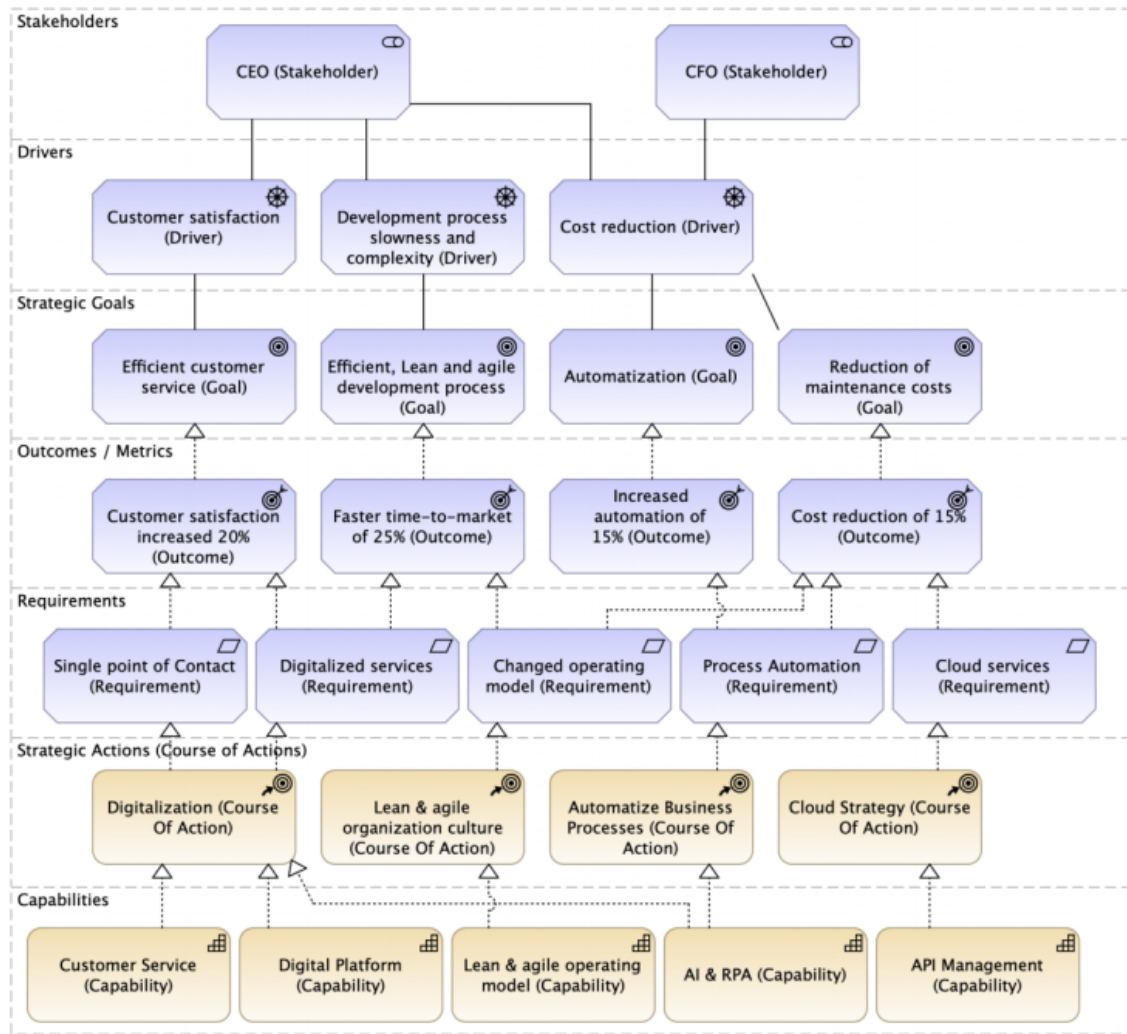 Stakeholders
CEO (Stakeholder)
CFO (Stakeholder)
Drivers
Customer satisfaction
(Driver)
Development process
slowness and
complexity (Driver)
Cost reduction (Driver)
Strategic Goals
Efficient customer
service (Goal)
Efficient, Lean and agile
development process
(Goal)
Automatization (Goal)
Reduction of
maintenance costs
(Goal)
Outcomes / Metrics
Customer satisfaction
increased 20%
(Outcome)
Faster time-to-market
of 25% (Outcome)
Increased
automation of
15% (Outcome)
Cost reduction of 15%
(Outcome)
Requirements
Single point of Contact
(Requirement)
Digitalized services
(Requirement)
Changed operating
model (Requirement)
Process Automation
(Requirement)
Cloud services
(Requirement)
Strategic Actions (Course of Actions)
Digitalization (Course
Of Action)
Lean & agile
organization culture
(Course Of Action)
Automatize Business
Processes (Course Of
Action)
Cloud Strategy (Course
Of Action)
Capabilities
Customer Service
(Capability)
Digital Platform
(Capability)
Lean & agile operating
model (Capability)
AI & RPA (Capability)
API Management
(Capability)